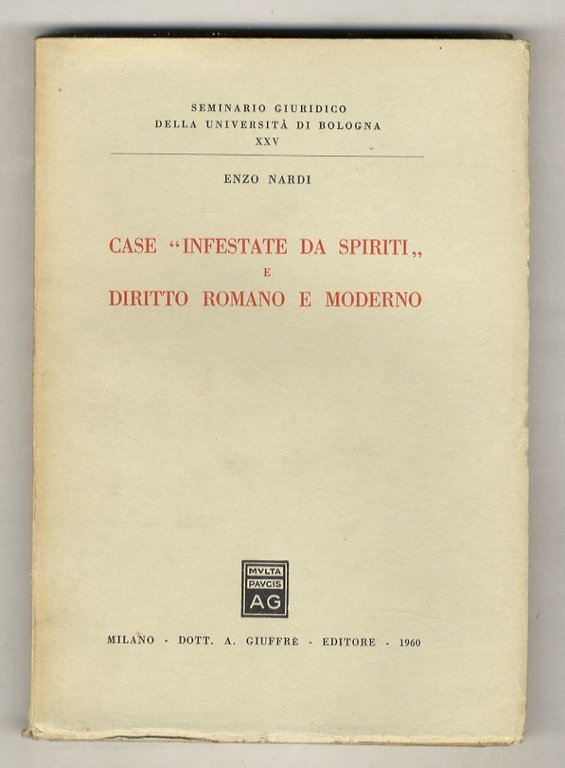 SEMINARIO GIURIDICO
DELLA UNIVERSITÀ DI BOLOGNA
XXV
ENZO NARDI
CASE “INFESTATE DA SPIRITI„
E
DIRITTO ROMANO E MODERNO
MVLTA
PAVCIS
AG
MILANO - DOTT. A. GIUFFRÈ - EDITORE - 1960